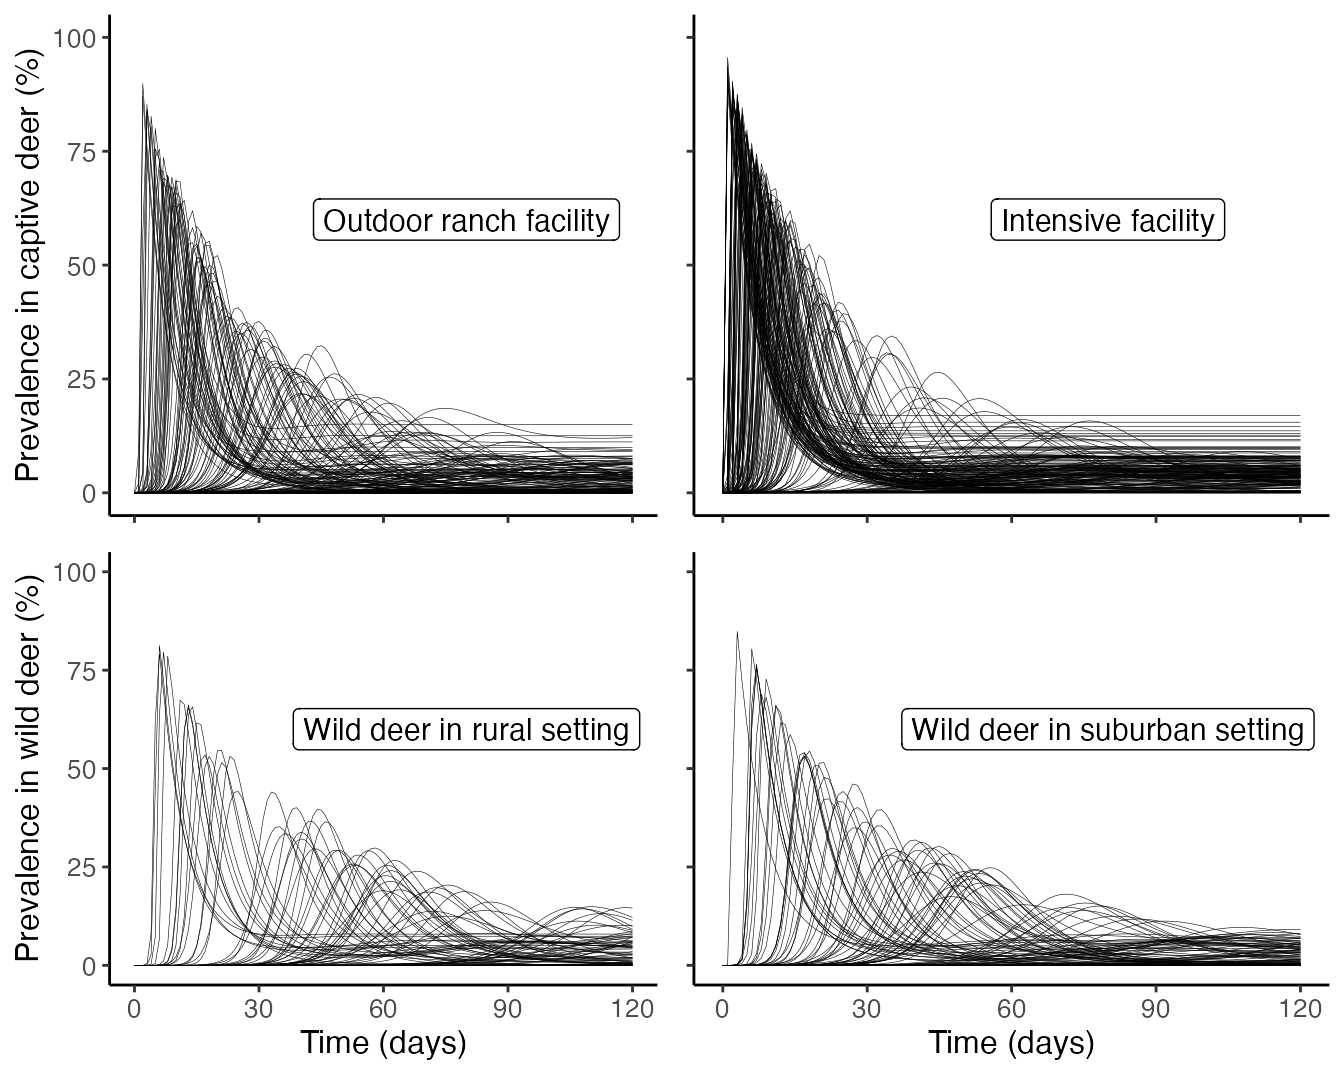 Prevalence in captive deer (%)
100
75
50
25
0
Outdoor ranch facility
Intensive facility
Prevalence in wild deer (%)
100
75
50
25
0
Wild deer in rural setting
Wild deer in suburban setting
0 30 60 90 120
0 30 60 90 120
Time (days)
Time (days)